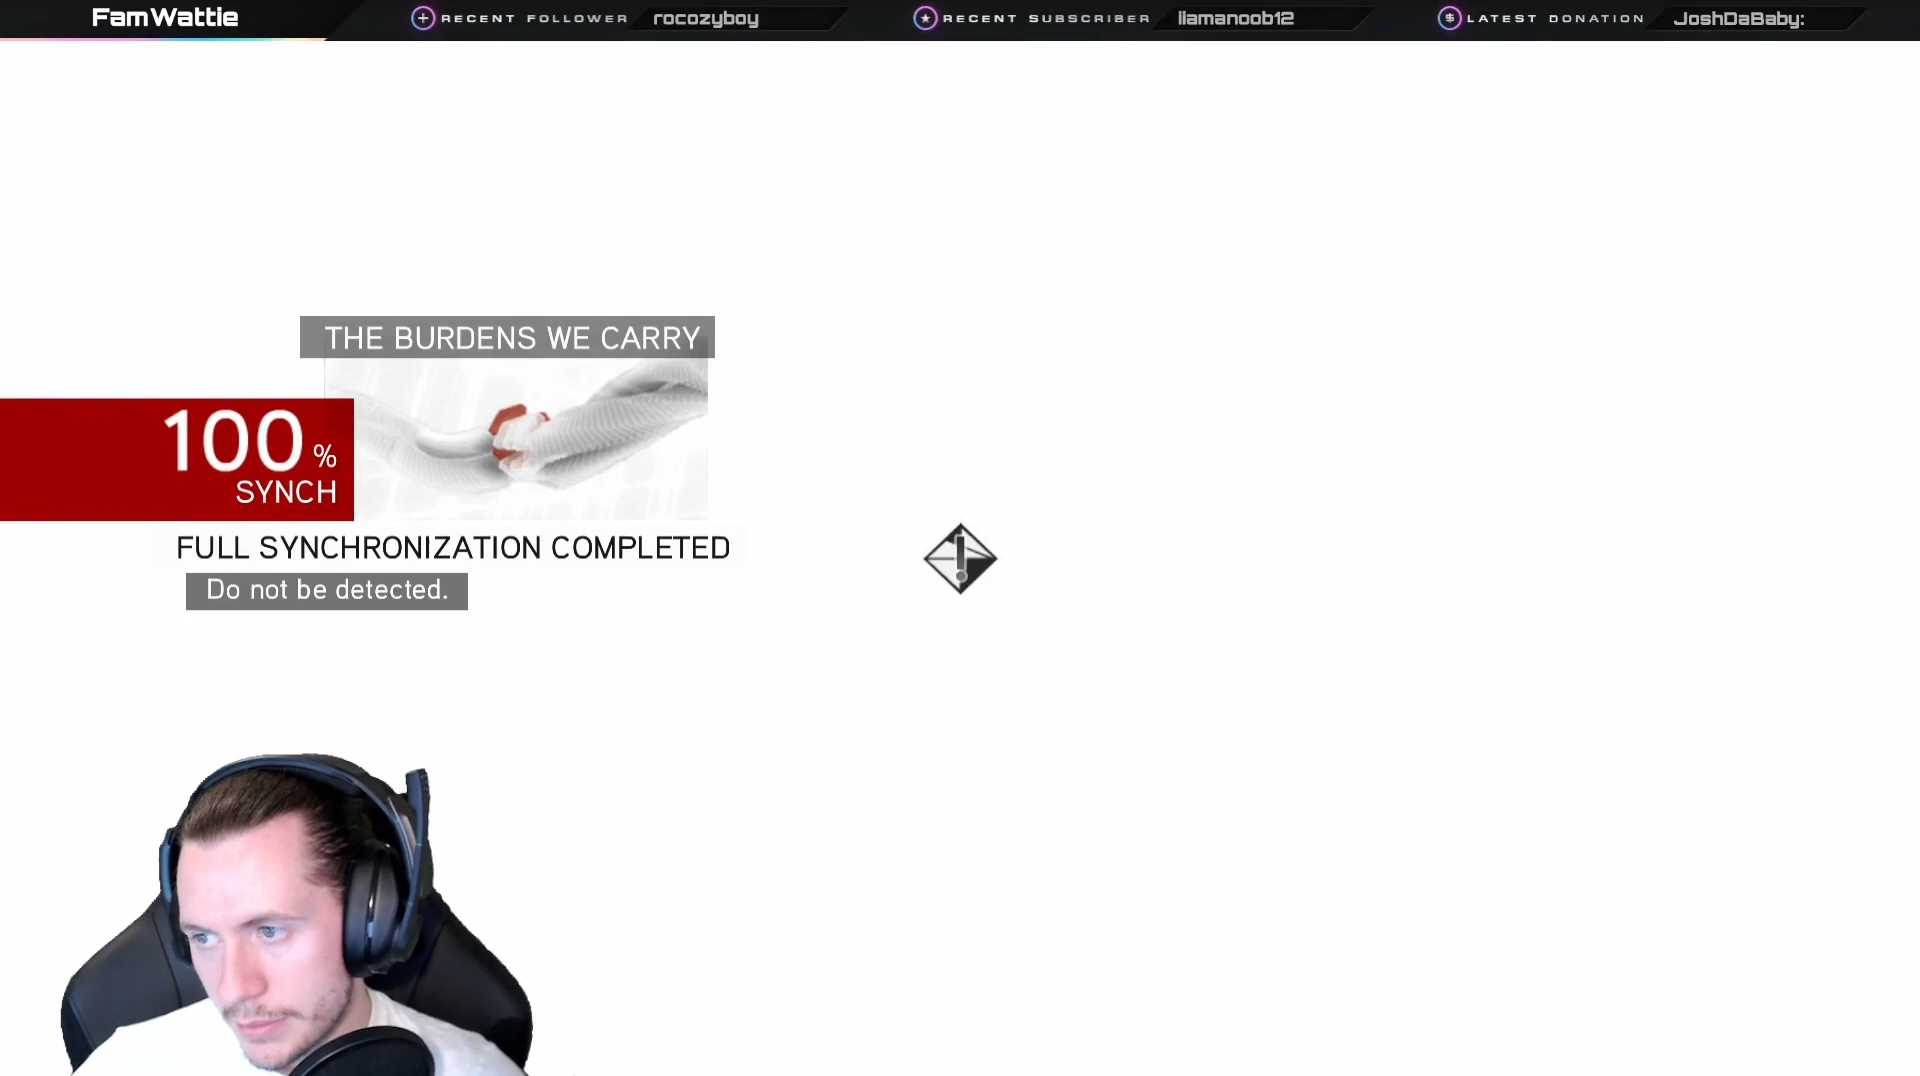 FamWattie
RECENT FOLLOWER rocozyboy
RECENT SUBSCRIBER llamanoob12
LATEST DONATION JoshDaBaby:
THE BURDENS WE CARRY
100 %
SYNCH
FULL SYNCHRONIZATION COMPLETED
Do not be detected.